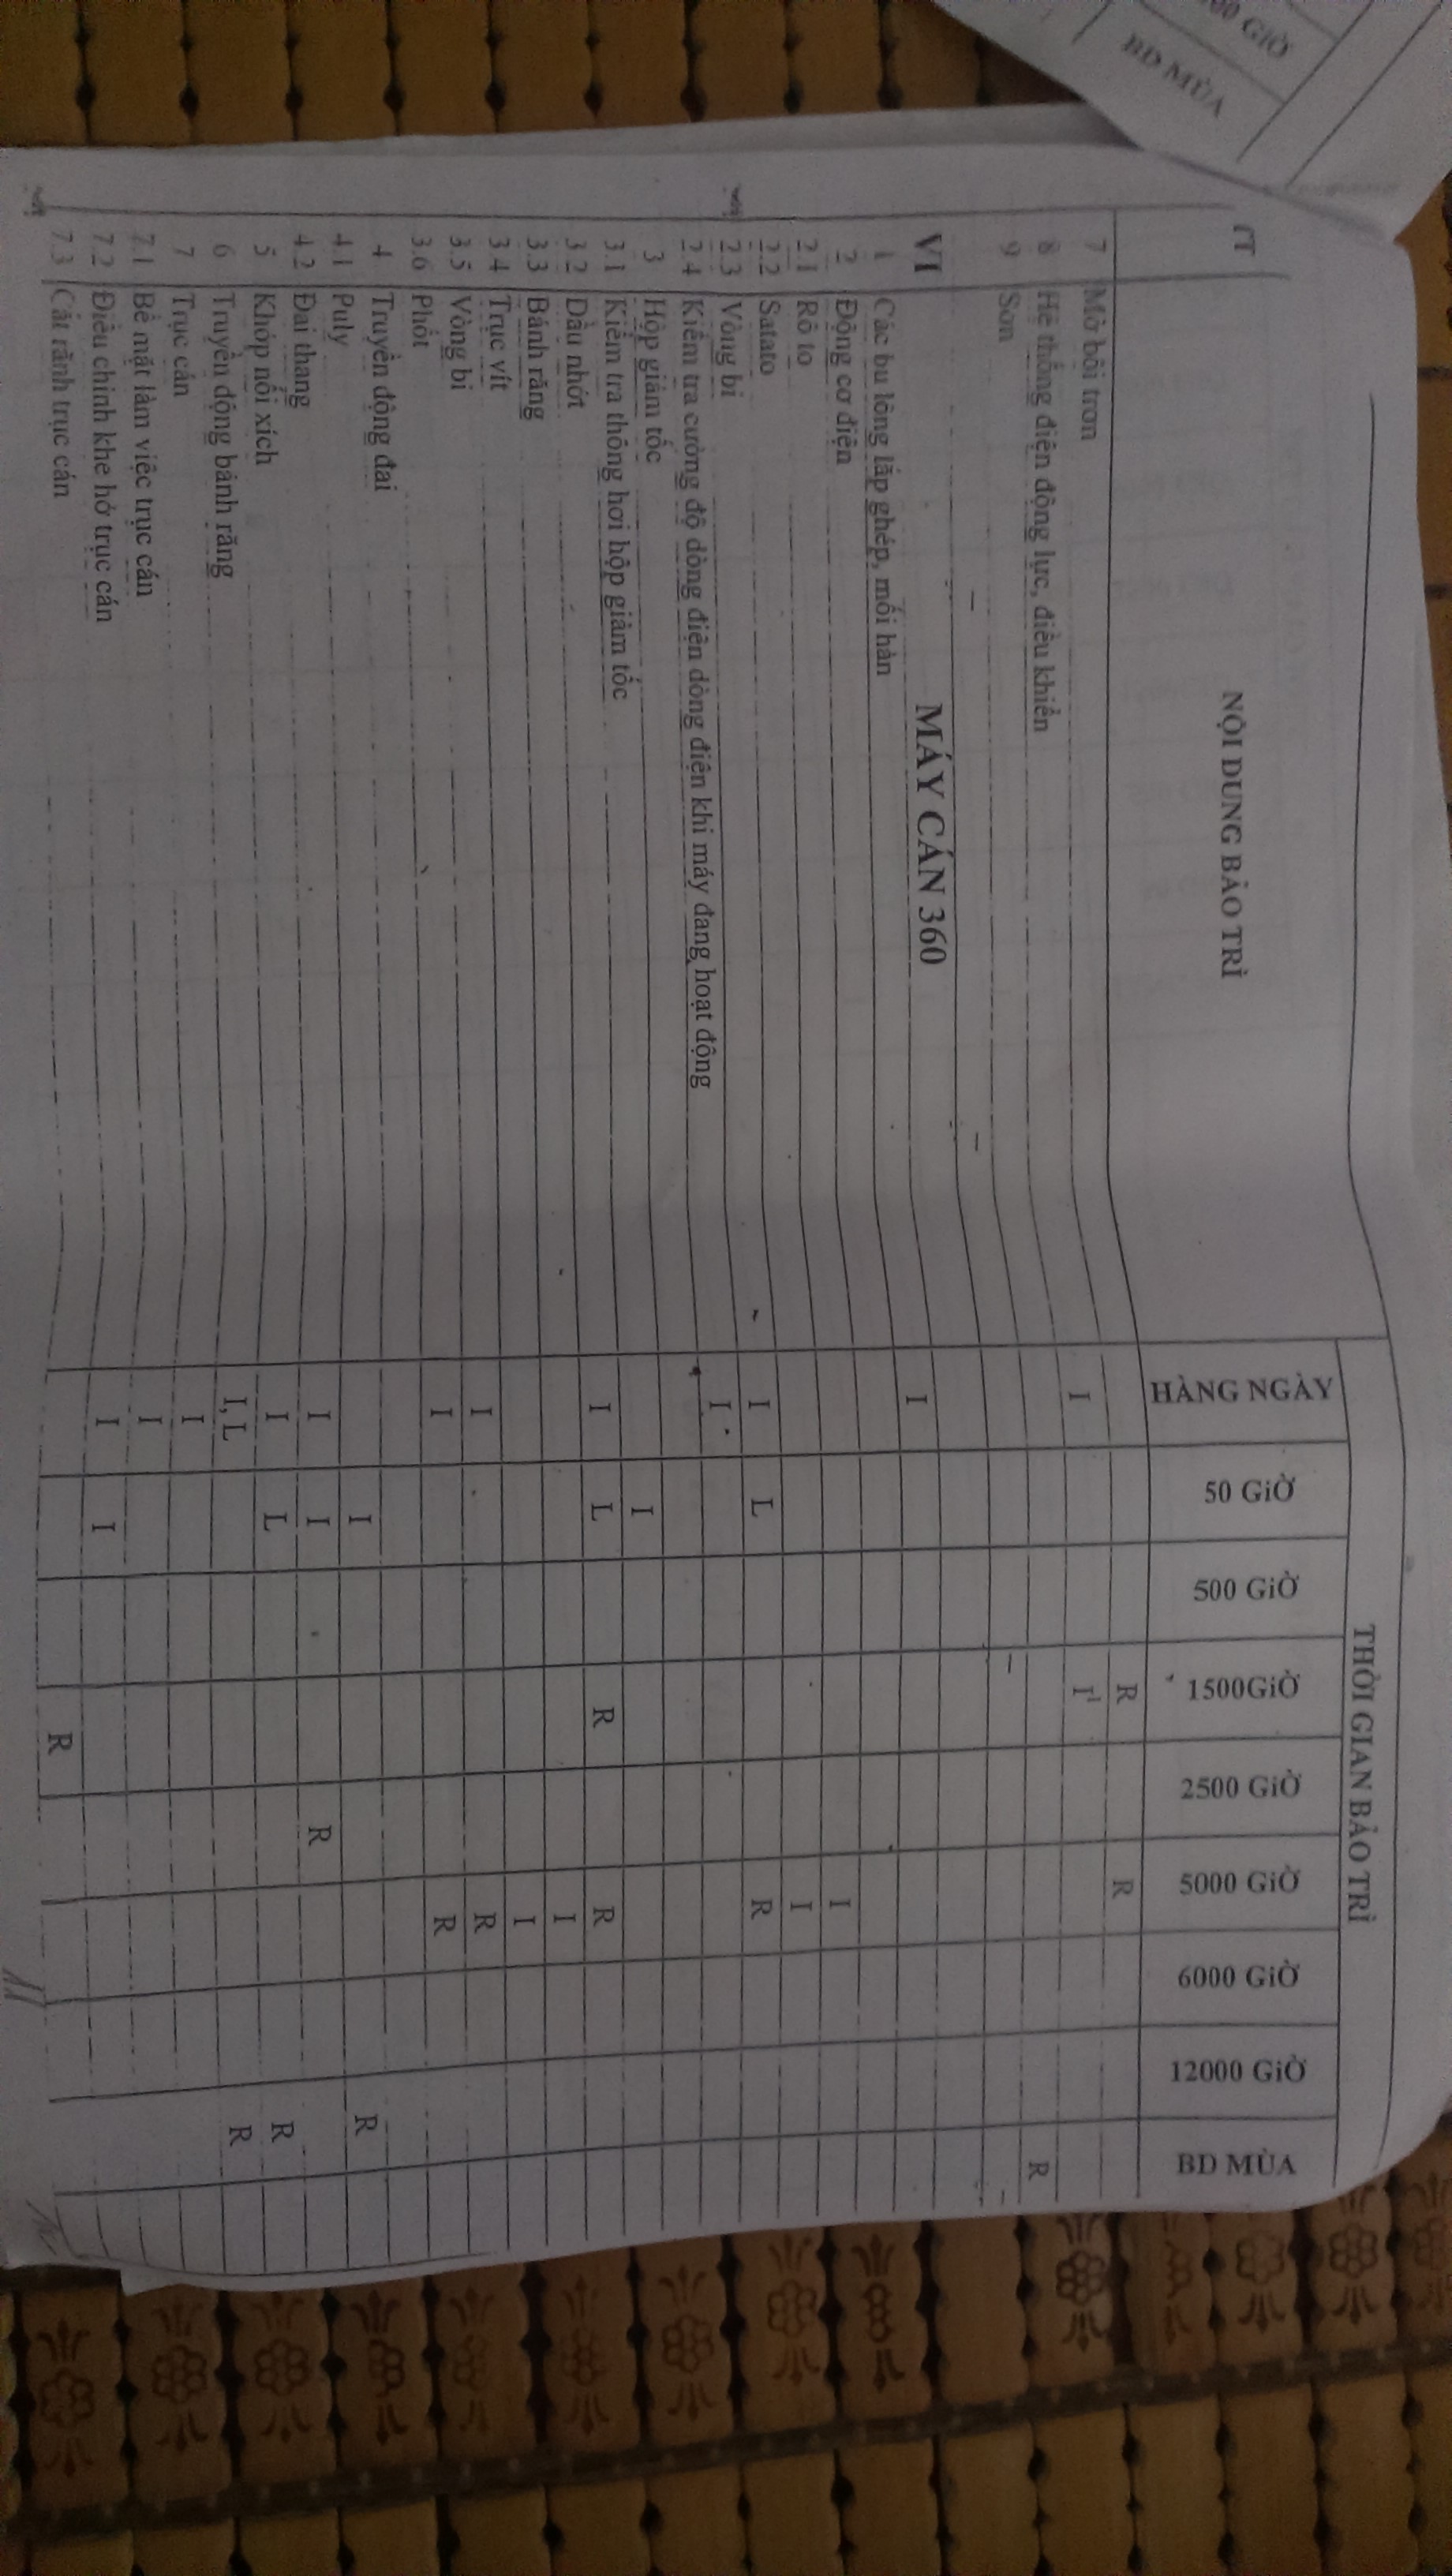 00 GIỜ
BD MÙA
TT NỘI DUNG BẢO TRÌ THỜI GIAN BẢO TRÌ
HÀNG NGÀY 50 GiỜ 500 GiỜ 1500GiỜ 2500 GiỜ 5000 GiỜ 6000 GiỜ 12000 GiỜ BD MÙA
7 Mỡ bôi trơn R R
8 Hệ thống điện động lực, điều khiển I I
9 Sơn R
VI MÁY CÁN 360
1 Các bu lông lắp ghép, mối hàn I
2 Động cơ điện
2.1 Rô to I
2.2 Satato I
2.3 Vòng bi I L R
2.4 Kiểm tra cường độ dòng điện dòng điện khi máy đang hoạt động I
3 Hộp giảm tốc
3.1 Kiểm tra thông hơi hộp giảm tốc I
3.2 Dầu nhớt I L R R
3.3 Bánh răng I
3.4 Trục vít I
3.5 Vòng bi I R
3.6 Phốt I R
4 Truyền động đai
4.1 Puly I R
4.2 Đai thang I I R
5 Khớp nối xích I L R
6 Truyền động bánh răng I, L R
7 Trục cán I
7.1 Bề mặt làm việc trục cán I
7.2 Điều chỉnh khe hở trục cán I I
7.3 Cắt rãnh trục cán R